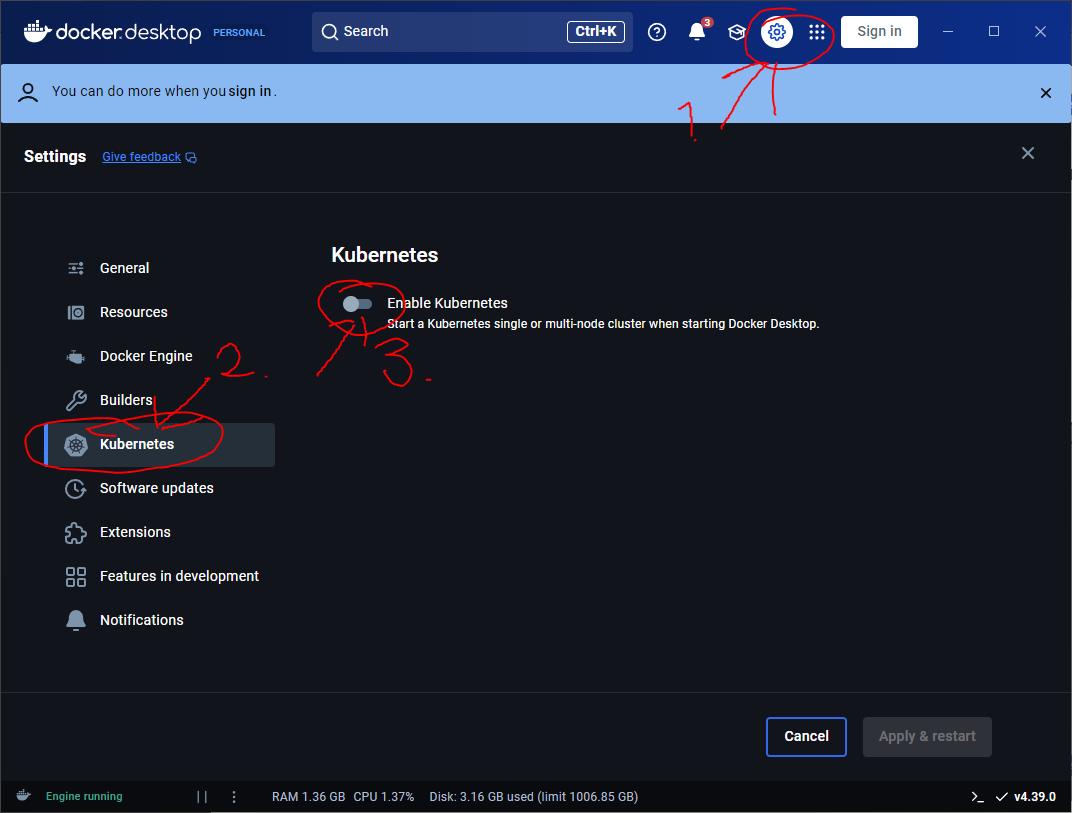 docker desktop PERSONAL Search Ctrl+K 3 Sign in
You can do more when you sign in.
1.
Settings Give feedback
Kubernetes
General
Enable Kubernetes
Resources
Start a Kubernetes single or multi-node cluster when starting Docker Desktop.
Docker Engine
2.
3.
Builders
Kubernetes
Software updates
Extensions
Features in development
Notifications
Cancel Apply & restart
Engine running RAM 1.36 GB CPU 1.37% Disk: 3.16 GB used (limit 1006.85 GB) v4.39.0